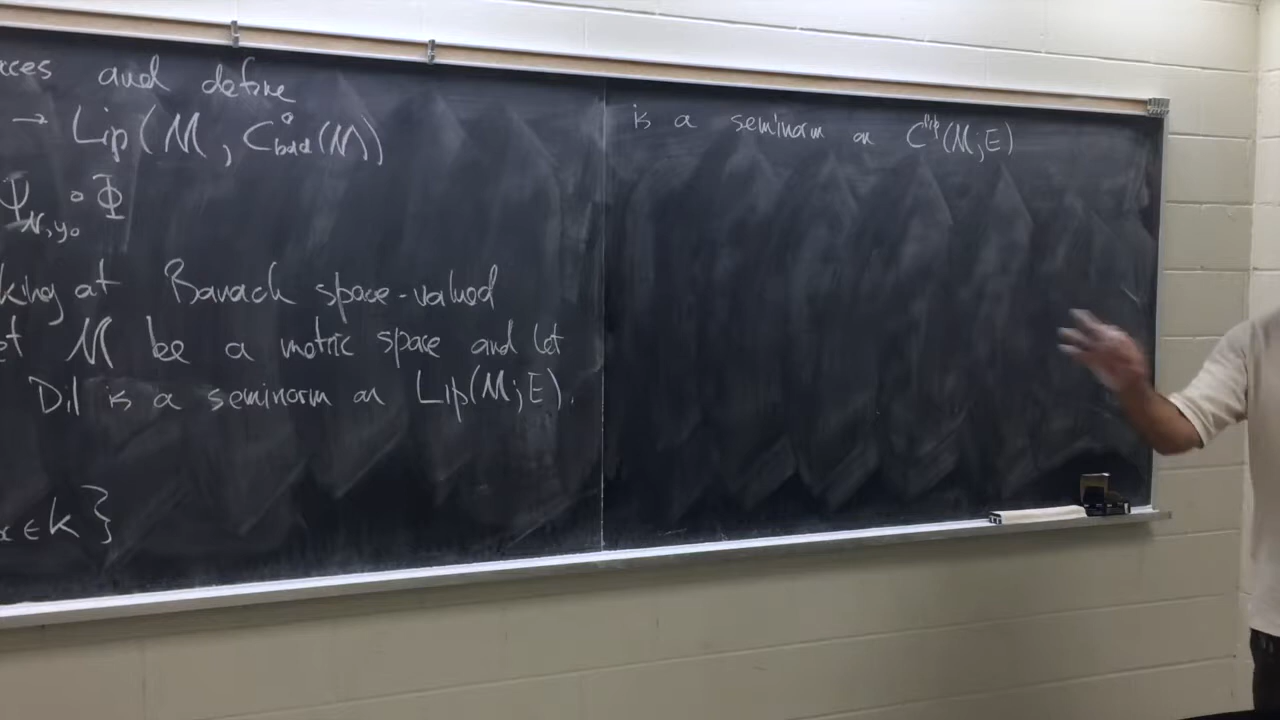 and define
→ Lip(M, C°bdd(N))
Ψ_{N,y₀} ∘ Φ
king at Banach space-valued
et M be a metric space and let
Dil is a seminorm on Lip(M;E).
x ∈ K }
is a seminorm on C^{lip}(M;E)